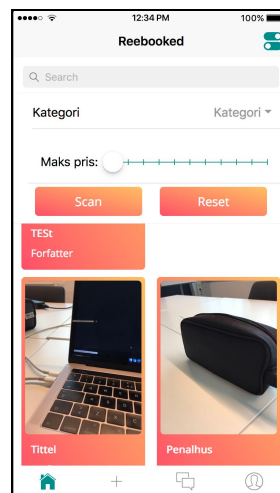 12:34 PM
100%
Reebooked
Search
Kategori
Kategori
Maks pris:
Scan
Reset
TESt
Forfatter
Tittel
Penalhus